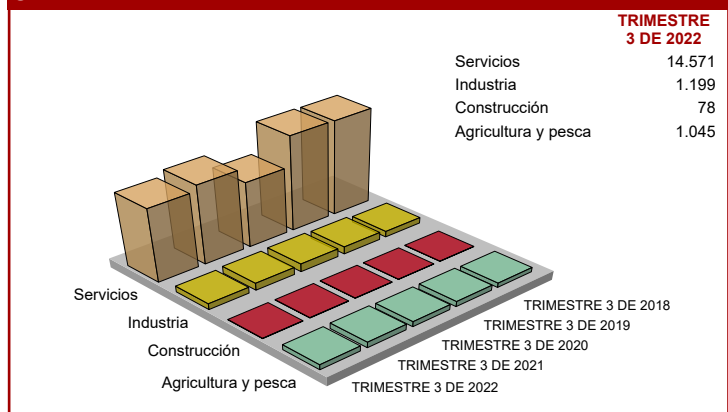 TRIMESTRE
3 DE 2022
Servicios 14.571
Industria 1.199
Construcción 78
Agricultura y pesca 1.045
Servicios
Industria
Construcción
Agricultura y pesca
TRIMESTRE 3 DE 2018
TRIMESTRE 3 DE 2019
TRIMESTRE 3 DE 2020
TRIMESTRE 3 DE 2021
TRIMESTRE 3 DE 2022